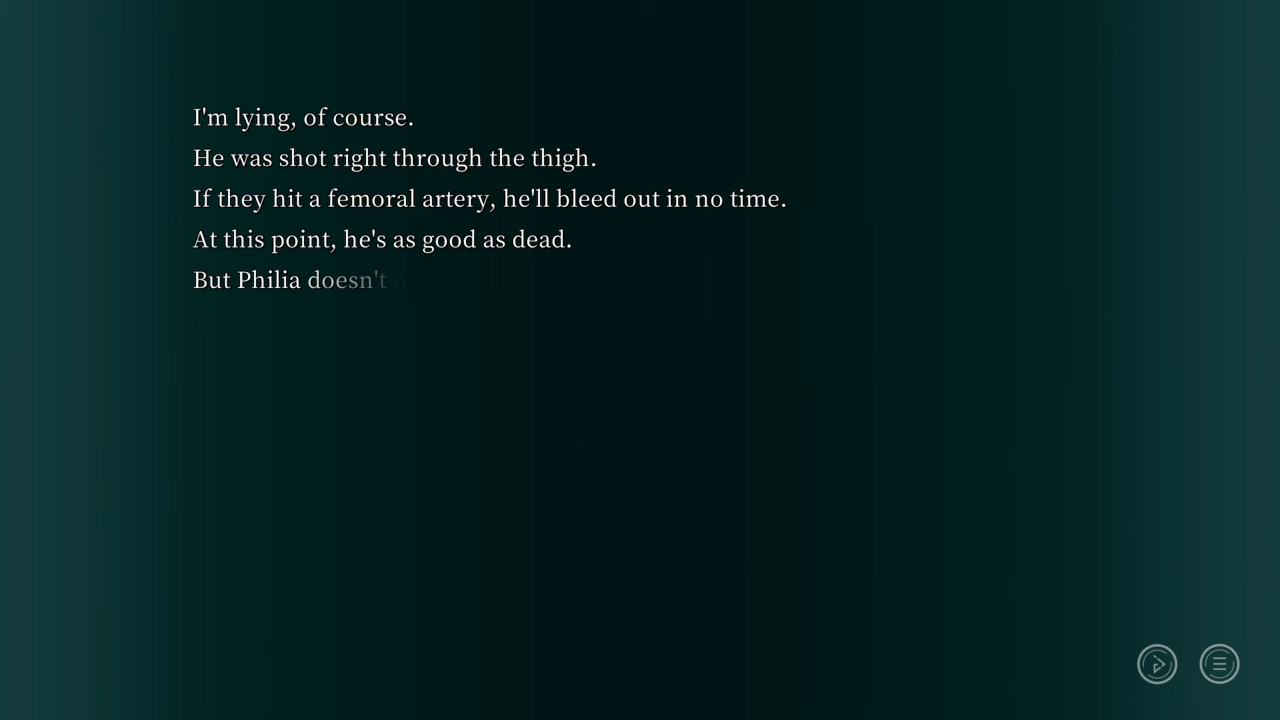 I'm lying, of course.
He was shot right through the thigh.
If they hit a femoral artery, he'll bleed out in no time.
At this point, he's as good as dead.
But Philia doesn't